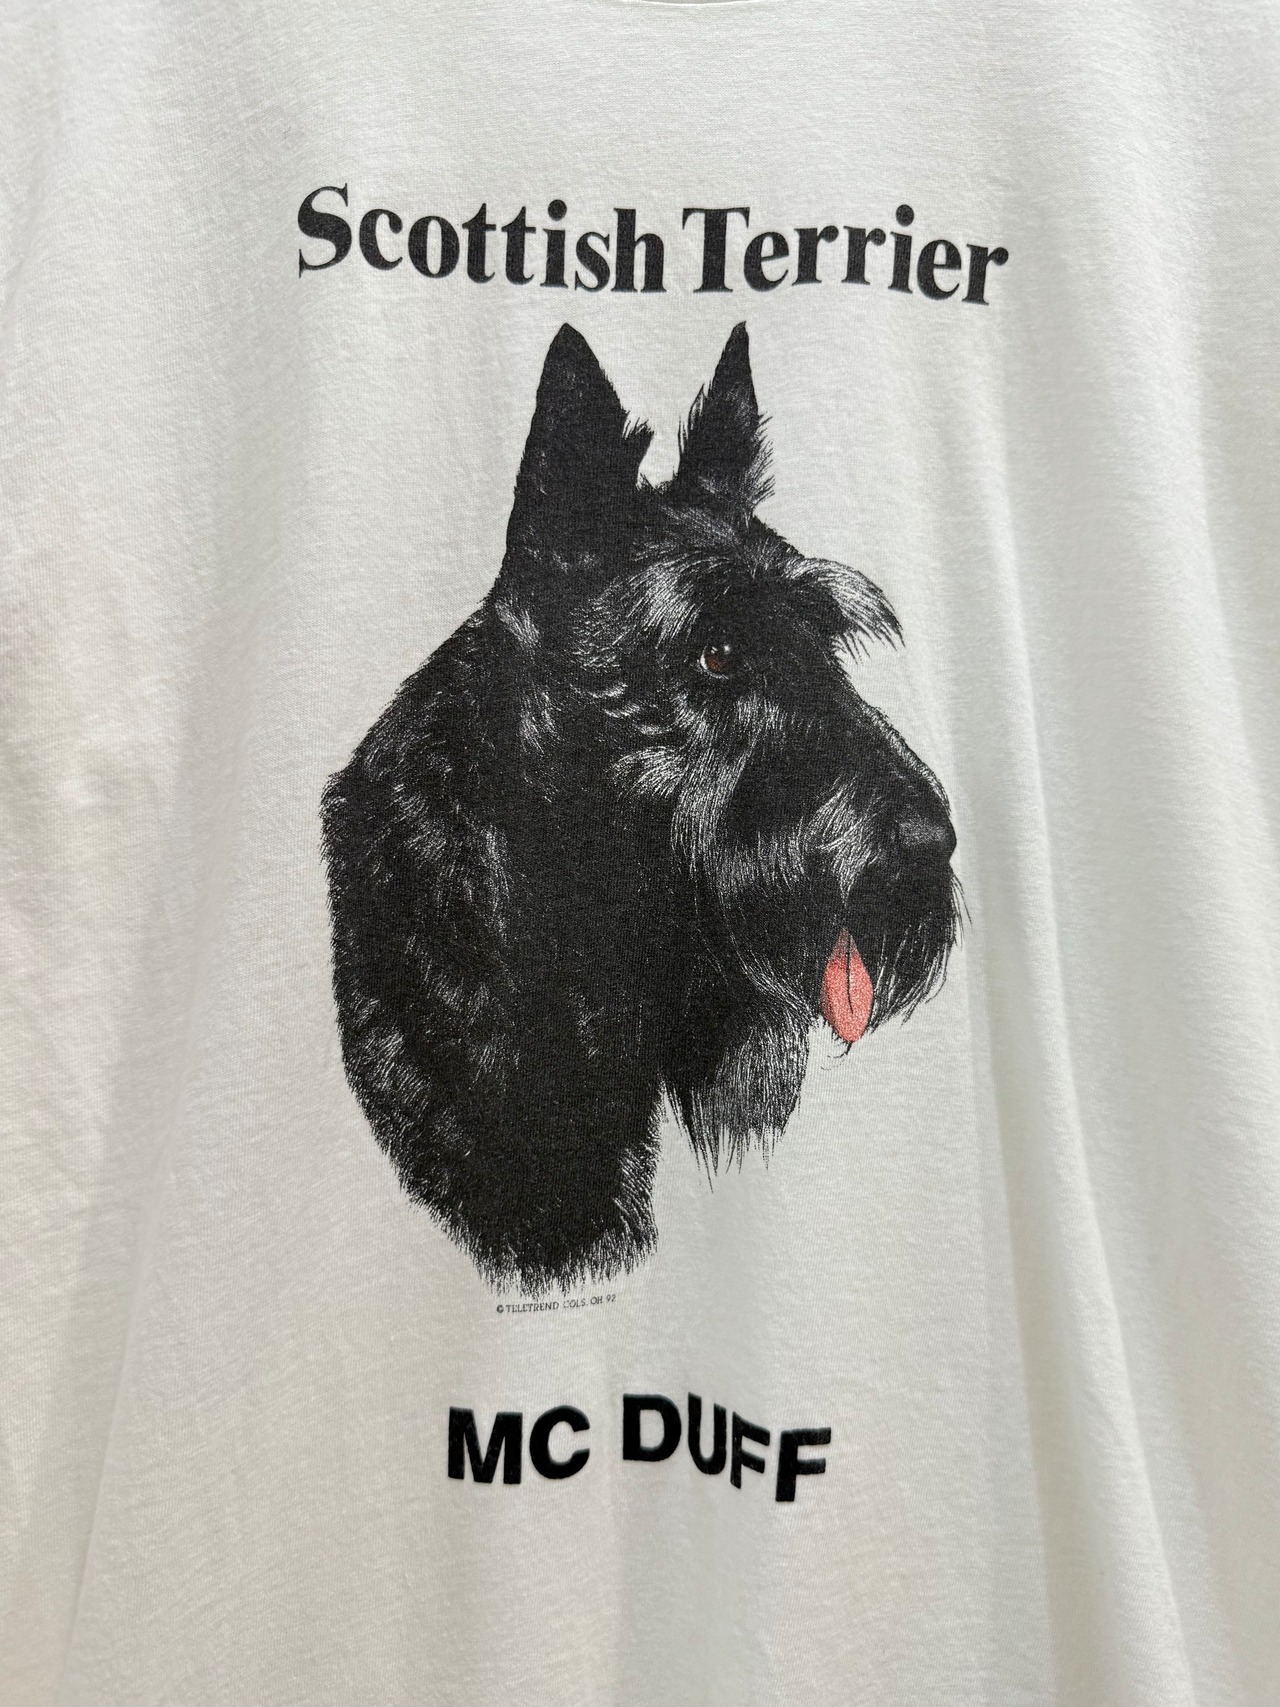 Scottish Terrier
© TELETREND COLS. OH 92
MC DUFF